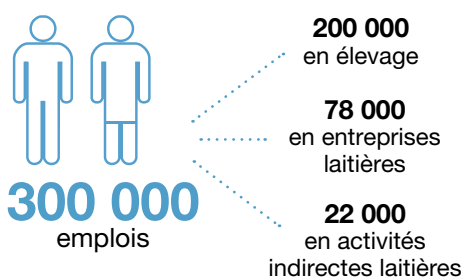 300 000
emplois
200 000
en élevage
78 000
en entreprises
laitières
22 000
en activités
indirectes laitières